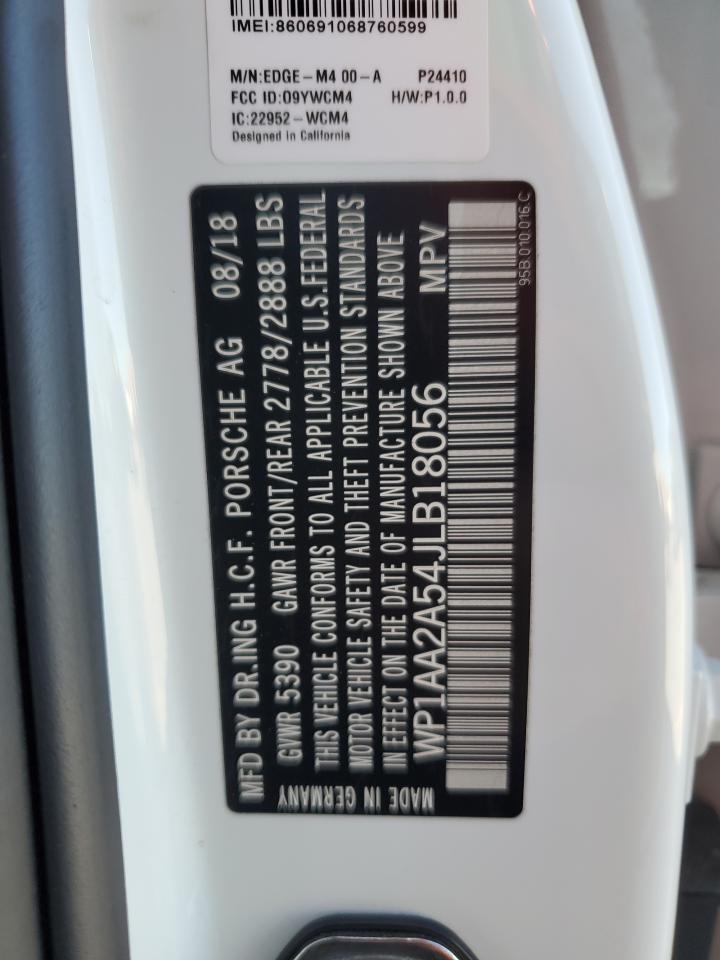 IMEI:860691068760599
M/N:EDGE-M4 00-A P24410
FCC ID:O9YWCM4 H/W:P1.0.0
IC:22952-WCM4
Designed in California
MFD BY DR.ING H.C.F. PORSCHE AG 08/18
GVWR 5390 GAWR FRONT/REAR 2778/2888 LBS
THIS VEHICLE CONFORMS TO ALL APPLICABLE U.S.FEDERAL
MOTOR VEHICLE SAFETY AND THEFT PREVENTION STANDARDS
IN EFFECT ON THE DATE OF MANUFACTURE SHOWN ABOVE
WP1AA2A54JLB18056 MPV
MADE IN GERMANY
95B.010.016.C